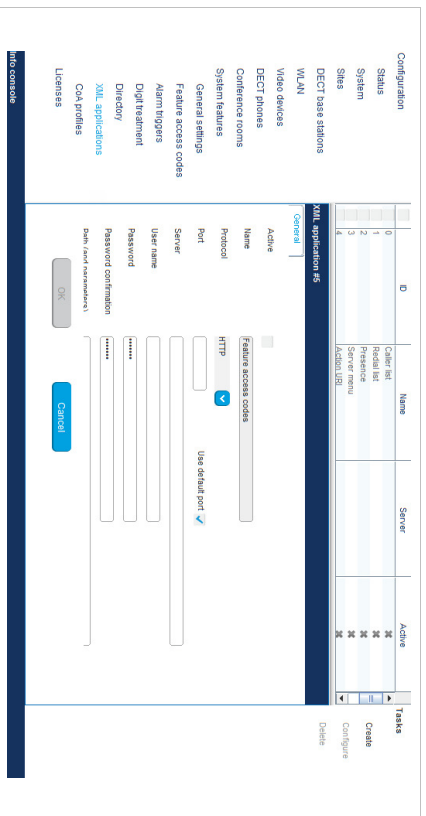 Configuration
Status
System
Sites
DECT base stations
WLAN
Video devices
DECT phones
Conference rooms
System features
General settings
Feature access codes
Alarm triggers
Digit treatment
Directory
XML applications
CoA profiles
Licenses
ID Name Server Active
0 Caller list
1 Redial list
2 Presence
3 Server menu
4 Action URI
Tasks
Create
Configure
Delete
XML application #5
General
Active
Name Feature access codes
Protocol HTTP
Port Use default port
Server
User name
Password •••••••
Password confirmation •••••••
Path (and parameters)
OK Cancel
Info console